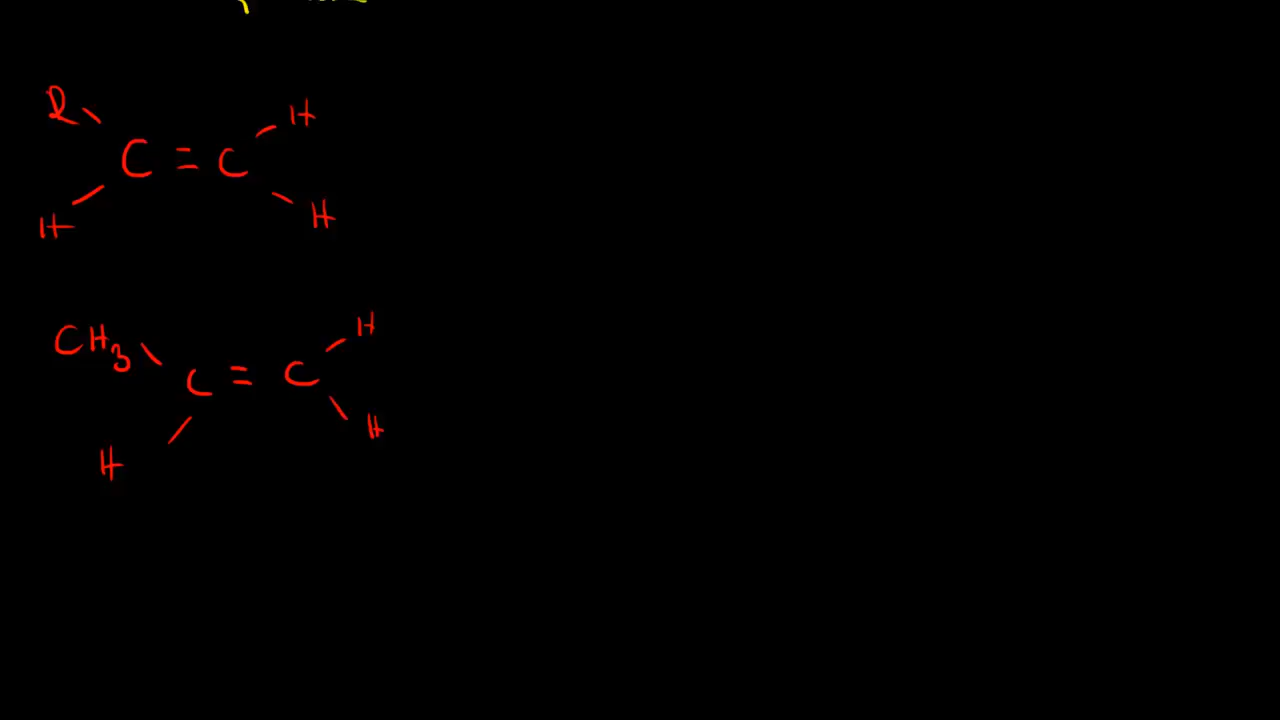 R H
C = C
H H
CH3 H
C = C
H H